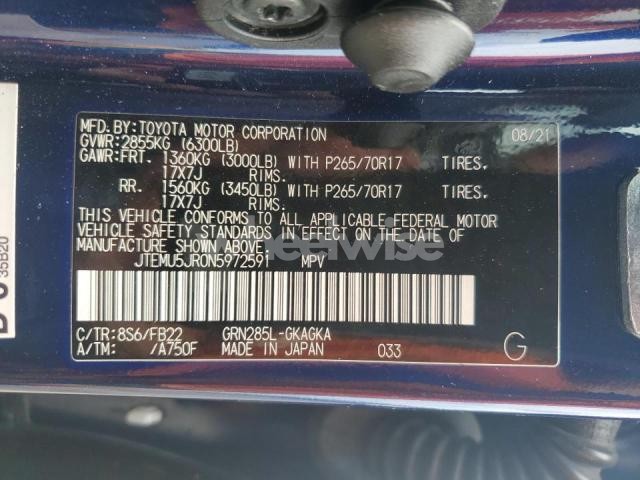 MFD.BY:TOYOTA MOTOR CORPORATION 08/21
GVWR:2855KG (6300LB)
GAWR:FRT. 1360KG (3000LB) WITH P265/70R17 TIRES,
17X7J RIMS.
RR. 1560KG (3450LB) WITH P265/70R17 TIRES,
17X7J RIMS.
THIS VEHICLE CONFORMS TO ALL APPLICABLE FEDERAL MOTOR
VEHICLE SAFETY STANDARDS IN EFFECT ON THE DATE OF
MANUFACTURE SHOWN ABOVE.
JTEMU5JR0N5972591 MPV
C/TR:8S6/FB22 GRN285L-GKAGKA
A/TM: /A750F MADE IN JAPAN 033 G
35B20